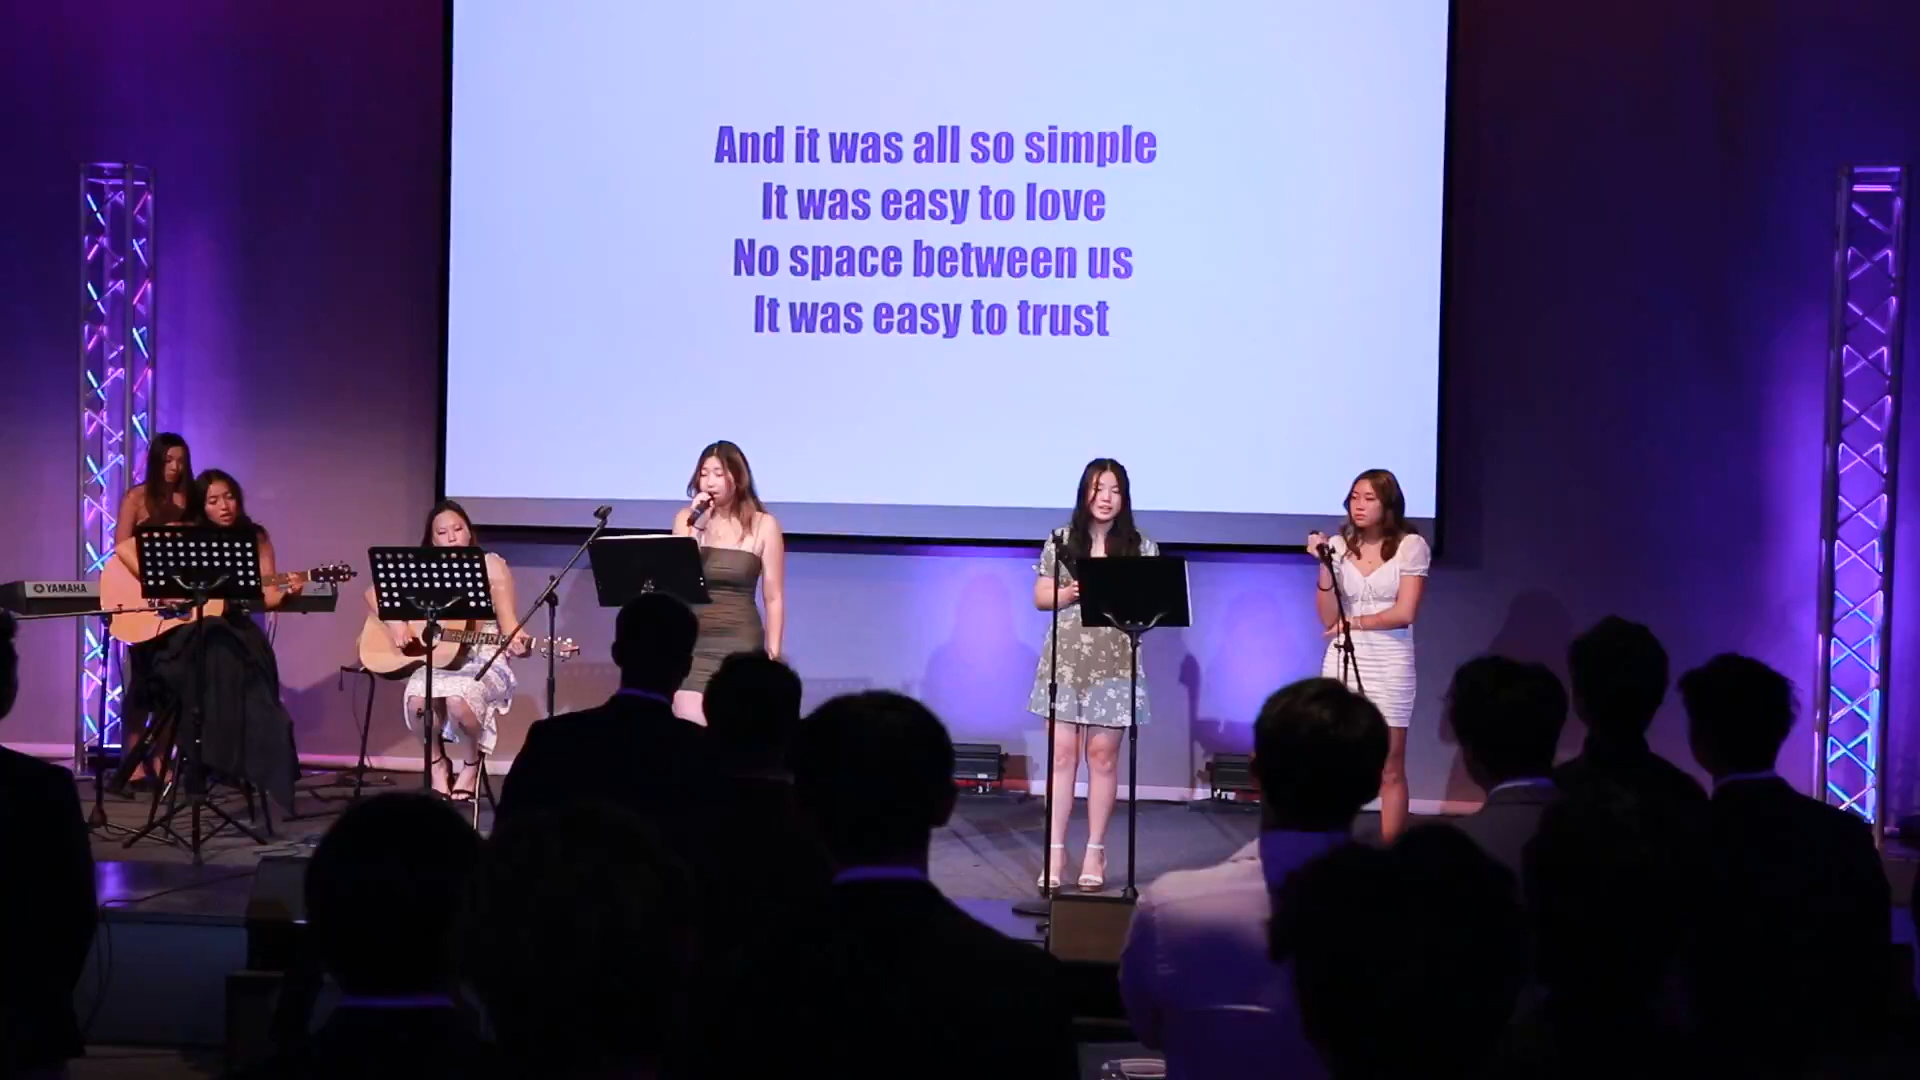 And it was all so simple
It was easy to love
No space between us
It was easy to trust
YAMAHA